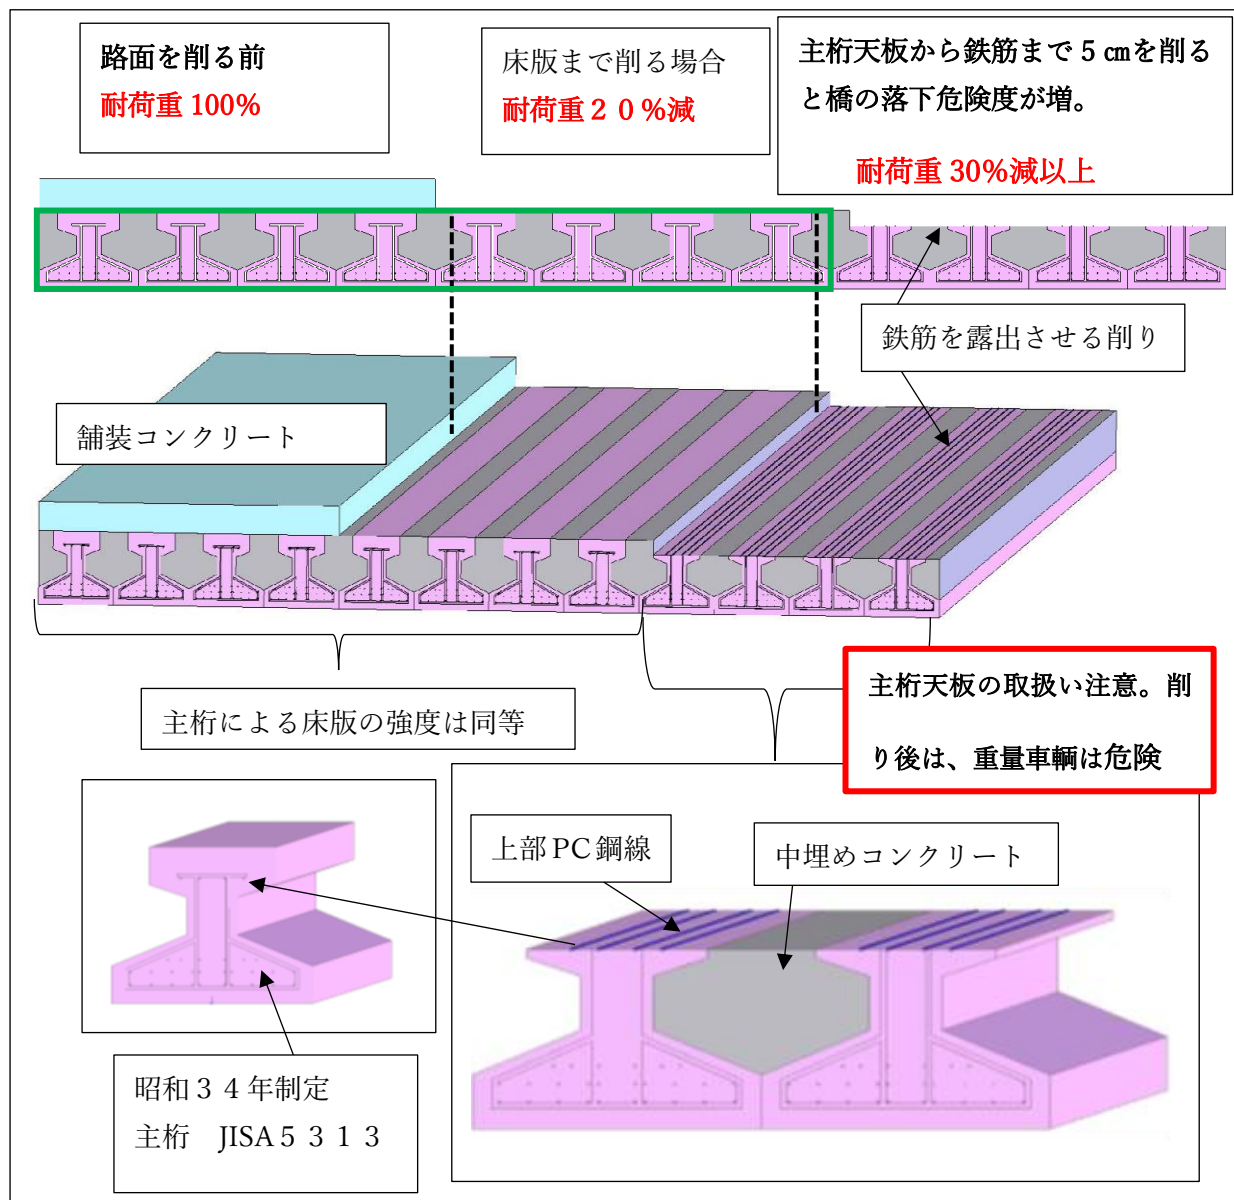 路面を削る前
耐荷重 100%
床版まで削る場合
耐荷重２０%減
主桁天板から鉄筋まで５㎝を削る
と橋の落下危険度が増。
耐荷重 30%減以上
鉄筋を露出させる削り
舗装コンクリート
主桁による床版の強度は同等
主桁天板の取扱い注意。削
り後は、重量車輌は危険
上部 PC 鋼線
中埋めコンクリート
昭和３４年制定
主桁　JISA５３１３